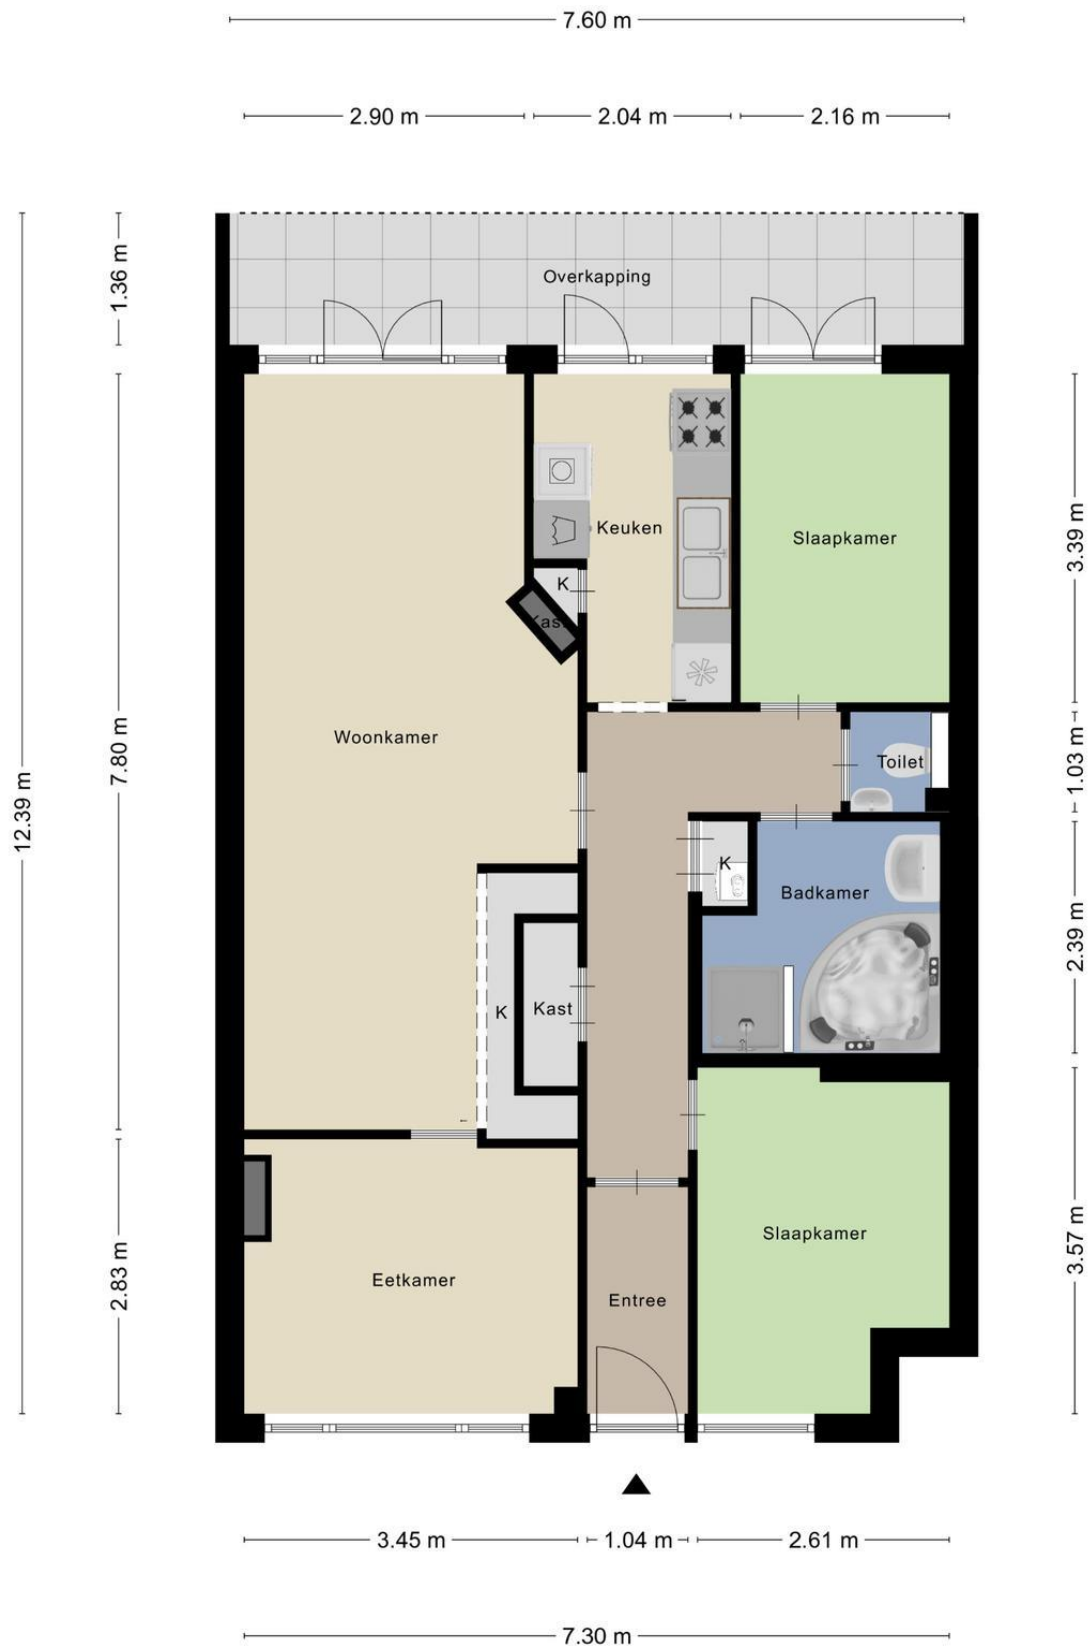 7.60 m
2.90 m
2.04 m
2.16 m
1.36 m
Overkapping
3.39 m
Keuken
Slaapkamer
K
Kast
Woonkamer
7.80 m
12.39 m
Toilet
1.03 m
K
Badkamer
2.39 m
K
Kast
Slaapkamer
3.57 m
Eetkamer
2.83 m
Entree
3.45 m
1.04 m
2.61 m
7.30 m